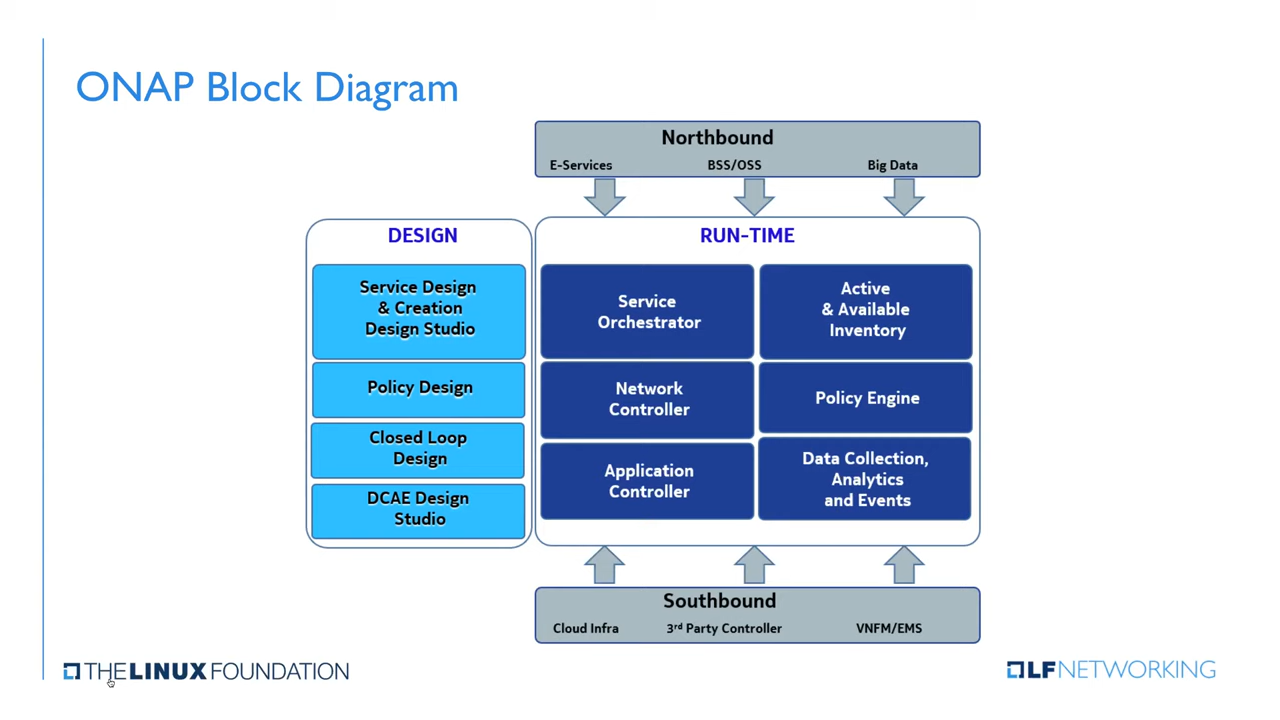 ONAP Block Diagram
Northbound
E-Services BSS/OSS Big Data
DESIGN
Service Design
& Creation
Design Studio
Policy Design
Closed Loop
Design
DCAE Design
Studio
RUN-TIME
Service
Orchestrator
Active
& Available
Inventory
Network
Controller
Policy Engine
Application
Controller
Data Collection,
Analytics
and Events
Southbound
Cloud Infra 3rd Party Controller VNFM/EMS
THE LINUX FOUNDATION
LF NETWORKING